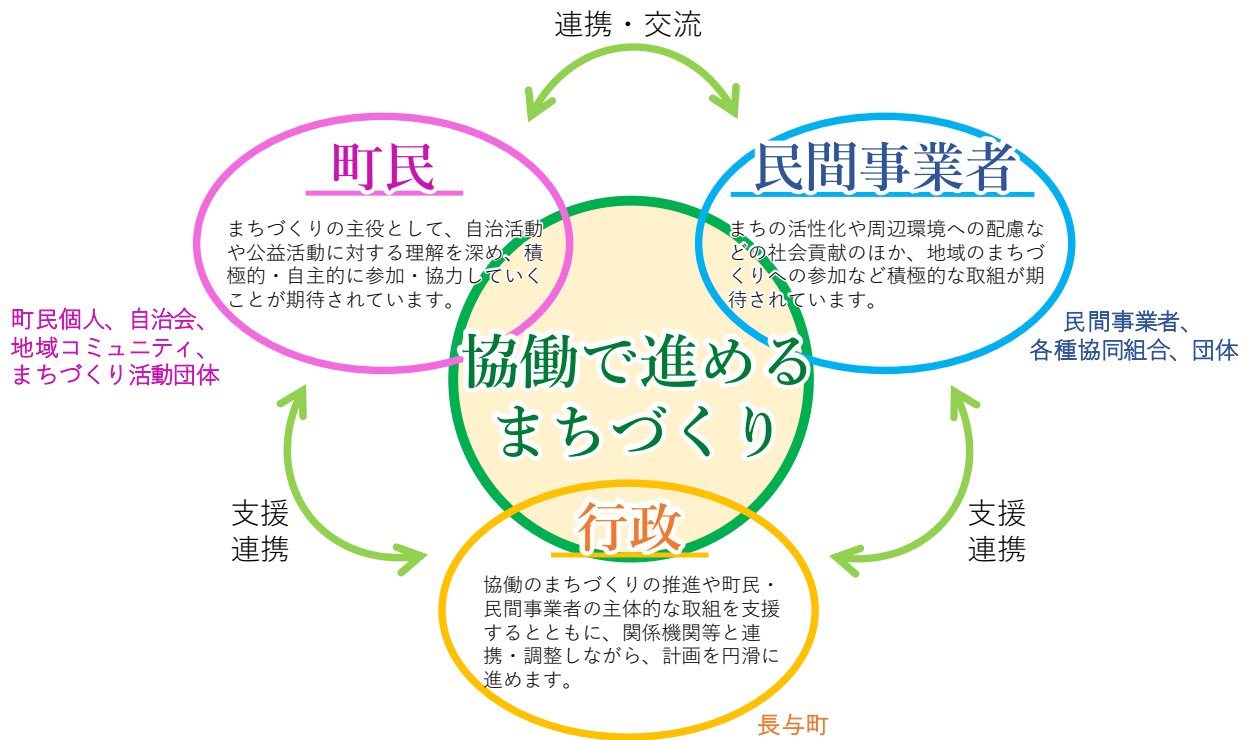 連携・交流
町民
まちづくりの主役として、自治活動
や公益活動に対する理解を深め、積
極的・自主的に参加・協力していく
ことが期待されています。
町民個人、自治会、
地域コミュニティ、
まちづくり活動団体
民間事業者
まちの活性化や周辺環境への配慮な
どの社会貢献のほか、地域のまちづ
くりへの参加など積極的な取組が期
待されています。
民間事業者、
各種協同組合、団体
協働で進める
まちづくり
支援
連携
支援
連携
行政
協働のまちづくりの推進や町民・
民間事業者の主体的な取組を支援
するとともに、関係機関等と連
携・調整しながら、計画を円滑に
進めます。
長与町